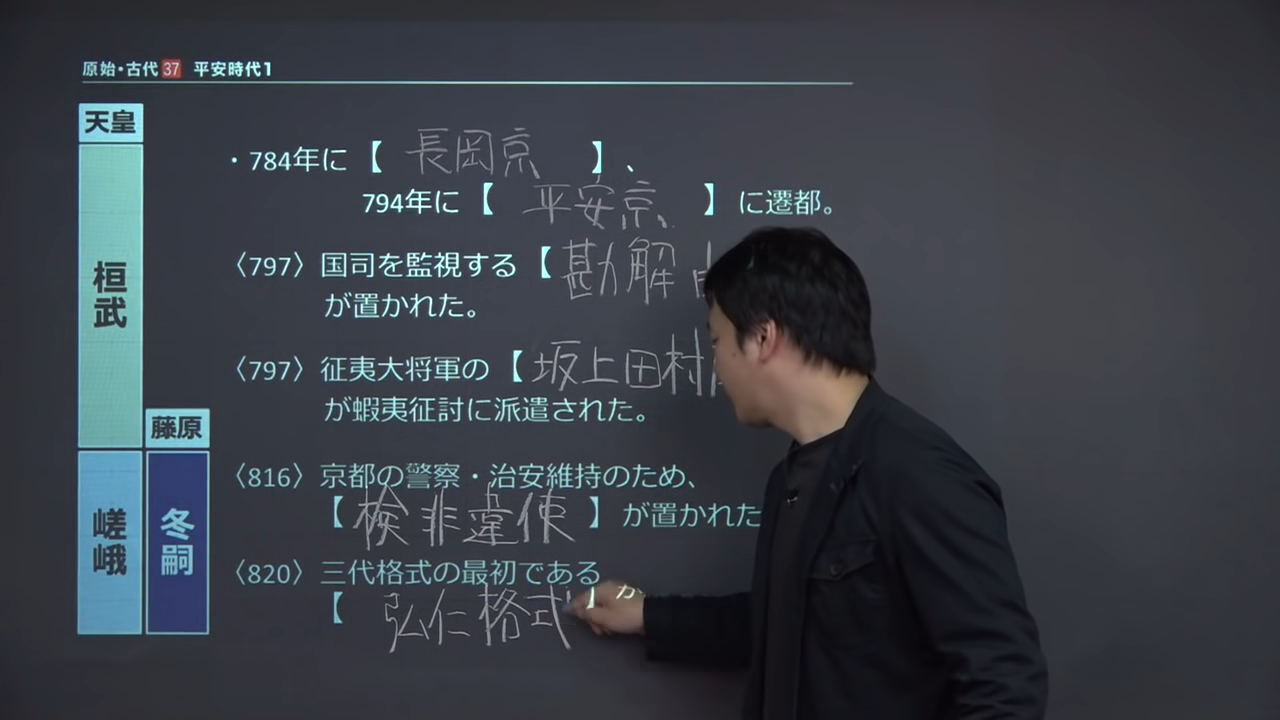 原始・古代37 平安時代1
天皇
桓武
藤原
嵯峨
冬嗣
・784年に【 長岡京 】、
794年に【 平安京 】に遷都。
〈797〉国司を監視する【勘解由
が置かれた。
〈797〉征夷大将軍の【坂上田村
が蝦夷征討に派遣された。
〈816〉京都の警察・治安維持のため、
【検非違使】が置かれた
〈820〉三代格式の最初である
【 弘仁格式 】が